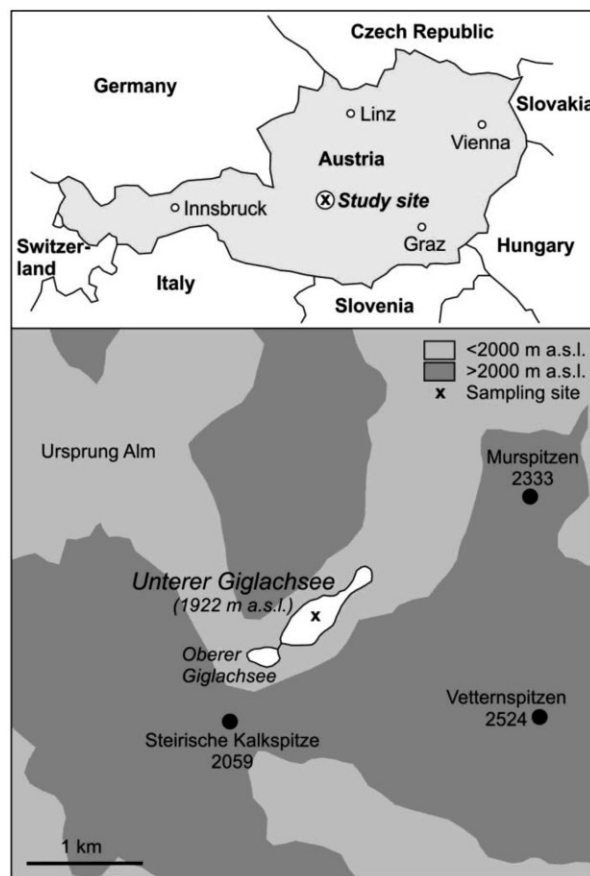 Czech Republic
Germany
Slovakia
Linz
Vienna
Austria
Study site
Innsbruck
Graz
Switzer-
land
Hungary
Italy
Slovenia
<2000 m a.s.l.
>2000 m a.s.l.
x Sampling site
Ursprung Alm
Murspitzen
2333
Unterer Giglachsee
(1922 m a.s.l.)
x
Oberer
Giglachsee
Vetternspitzen
2524
Steirische Kalkspitze
2059
1 km